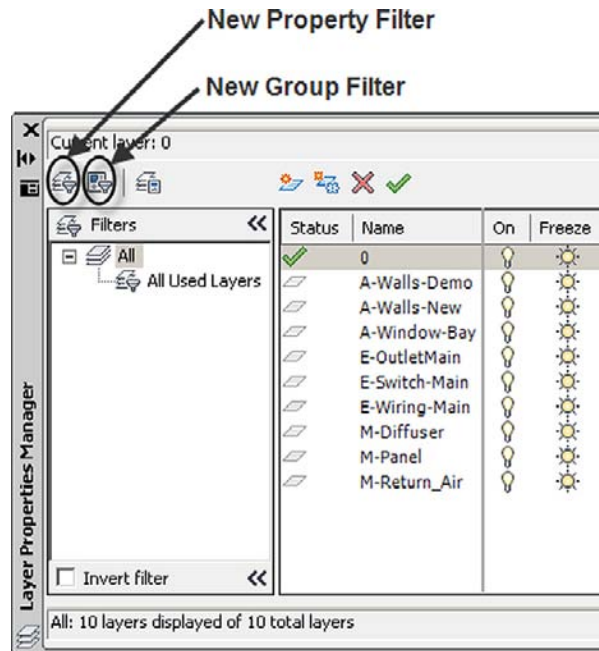 New Property Filter
New Group Filter
Current layer: 0
Filters
All
All Used Layers
Invert filter
Status Name On Freeze
0
A-Walls-Demo
A-Walls-New
A-Window-Bay
E-OutletMain
E-Switch-Main
E-Wiring-Main
M-Diffuser
M-Panel
M-Return_Air
All: 10 layers displayed of 10 total layers
Layer Properties Manager